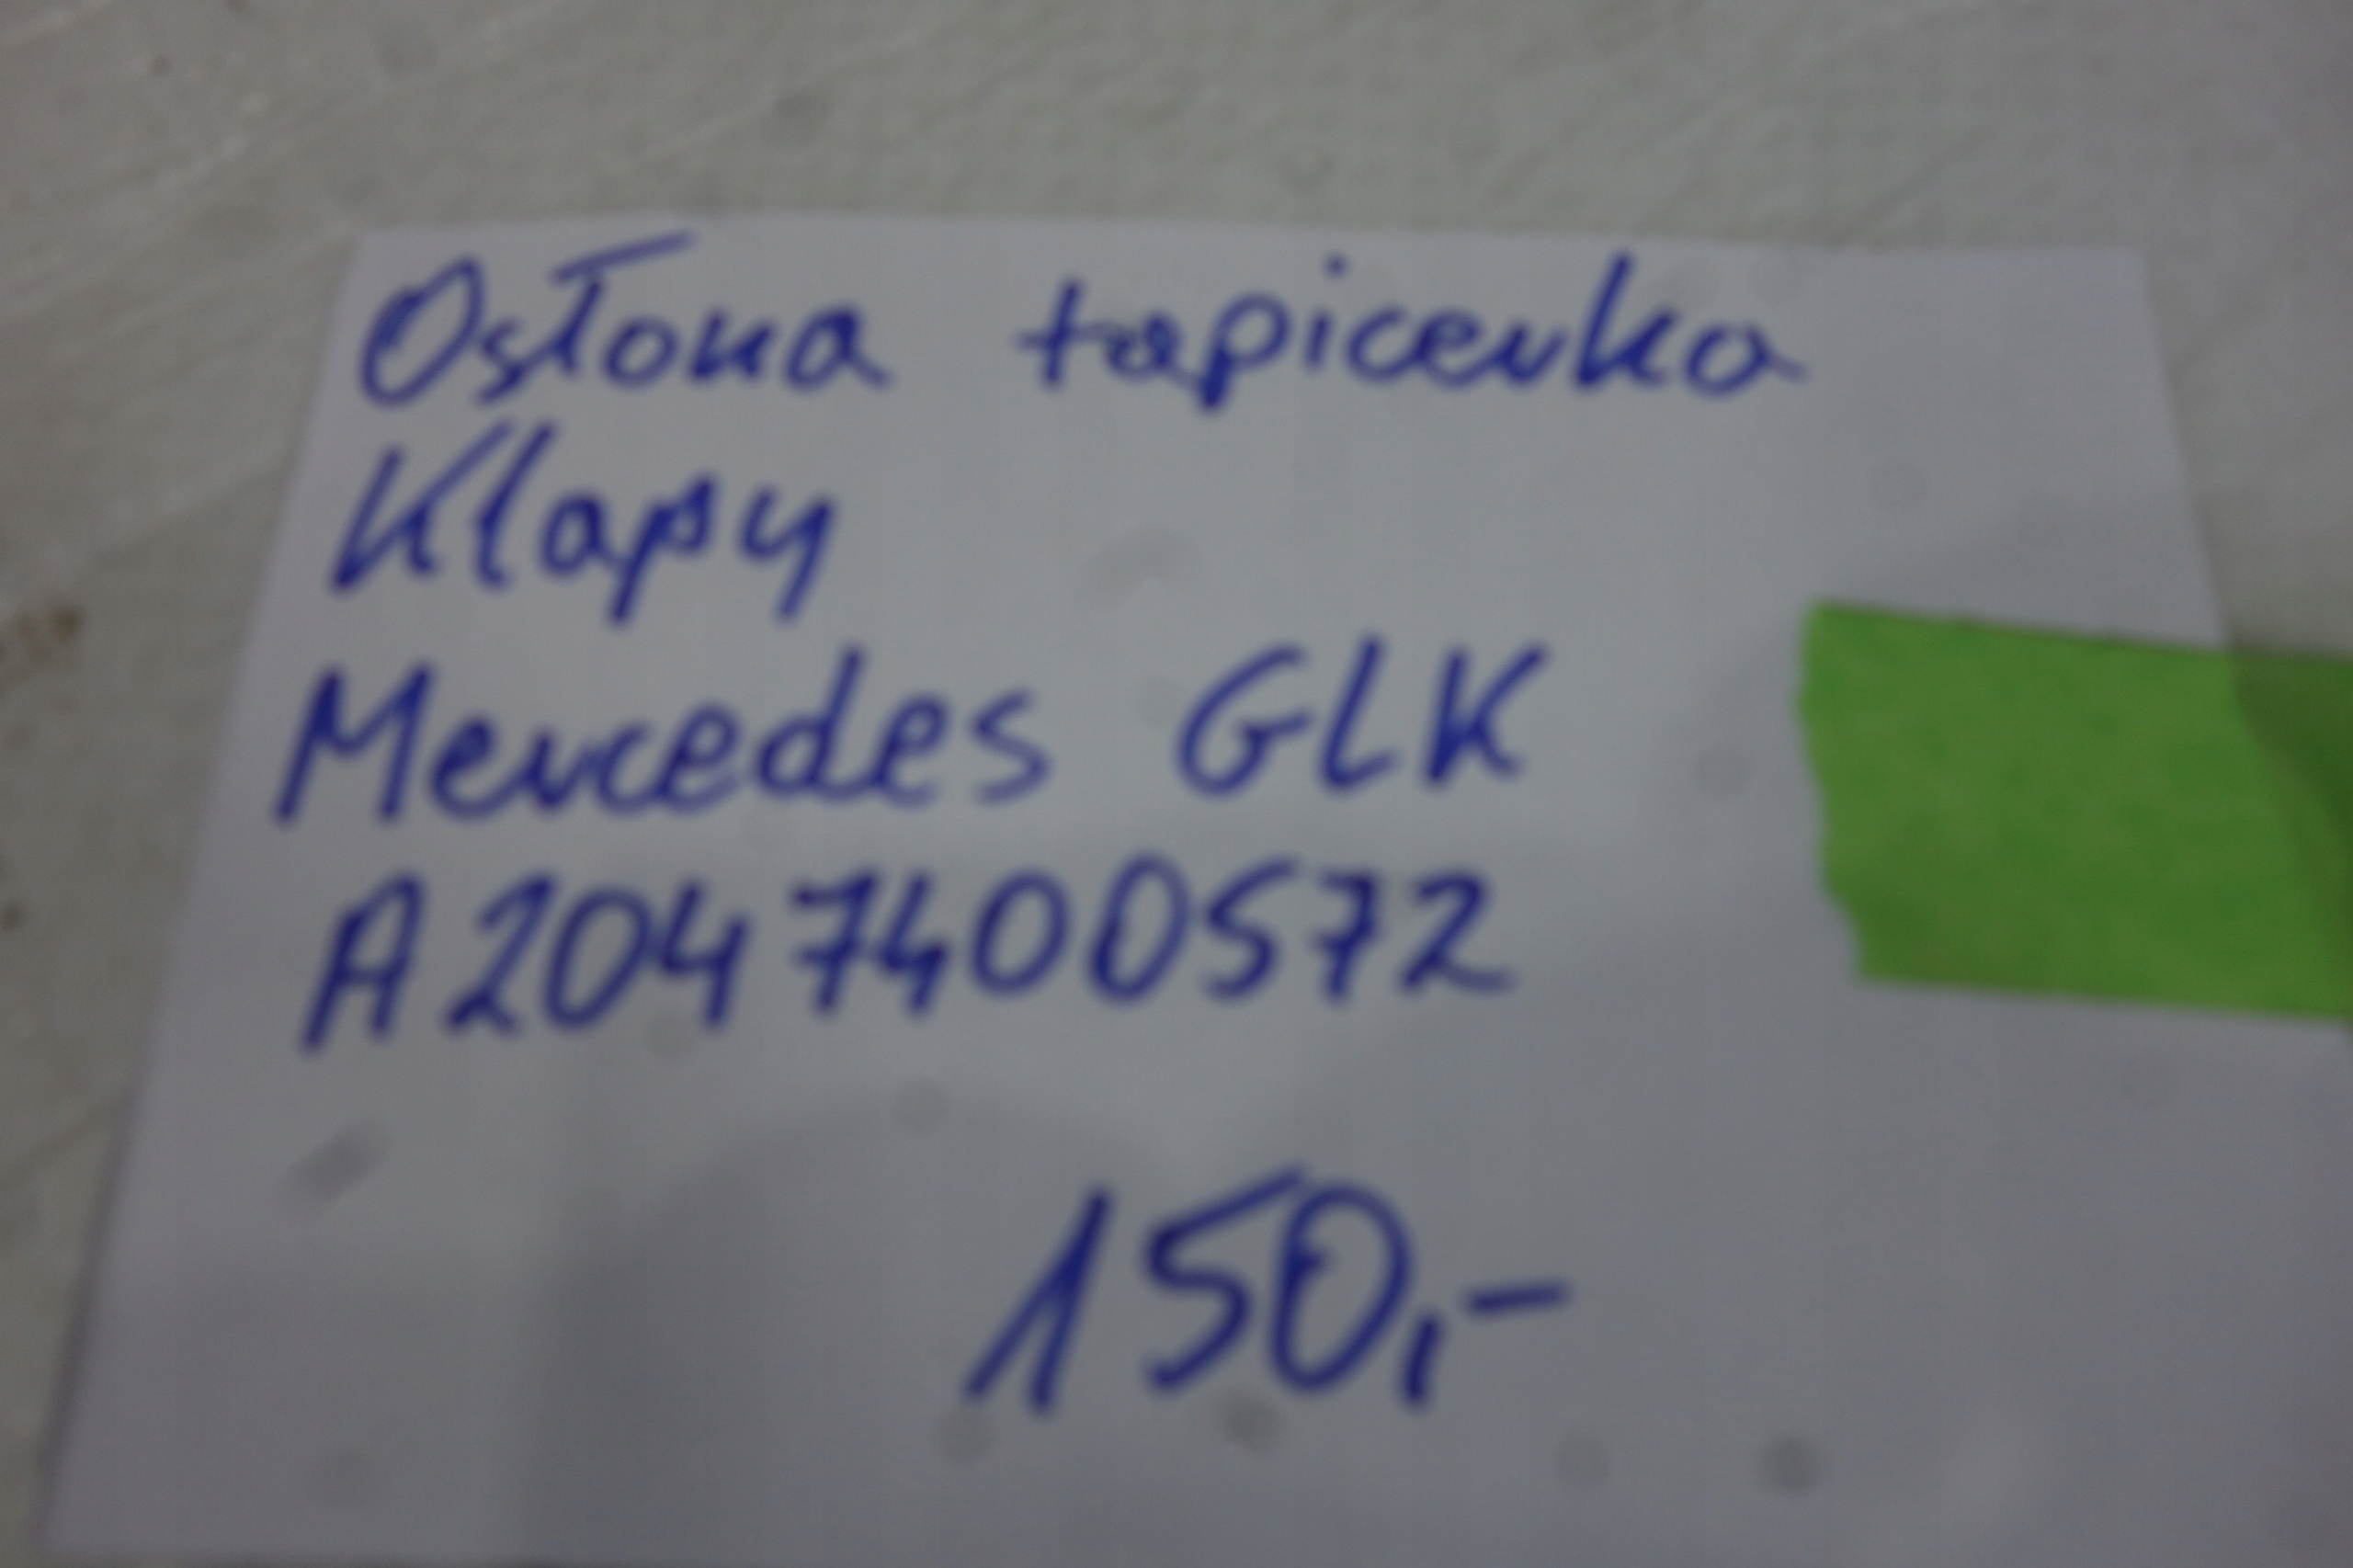 Osłona tapicerka
Klapy
Mercedes GLK
A2047400572
150,-